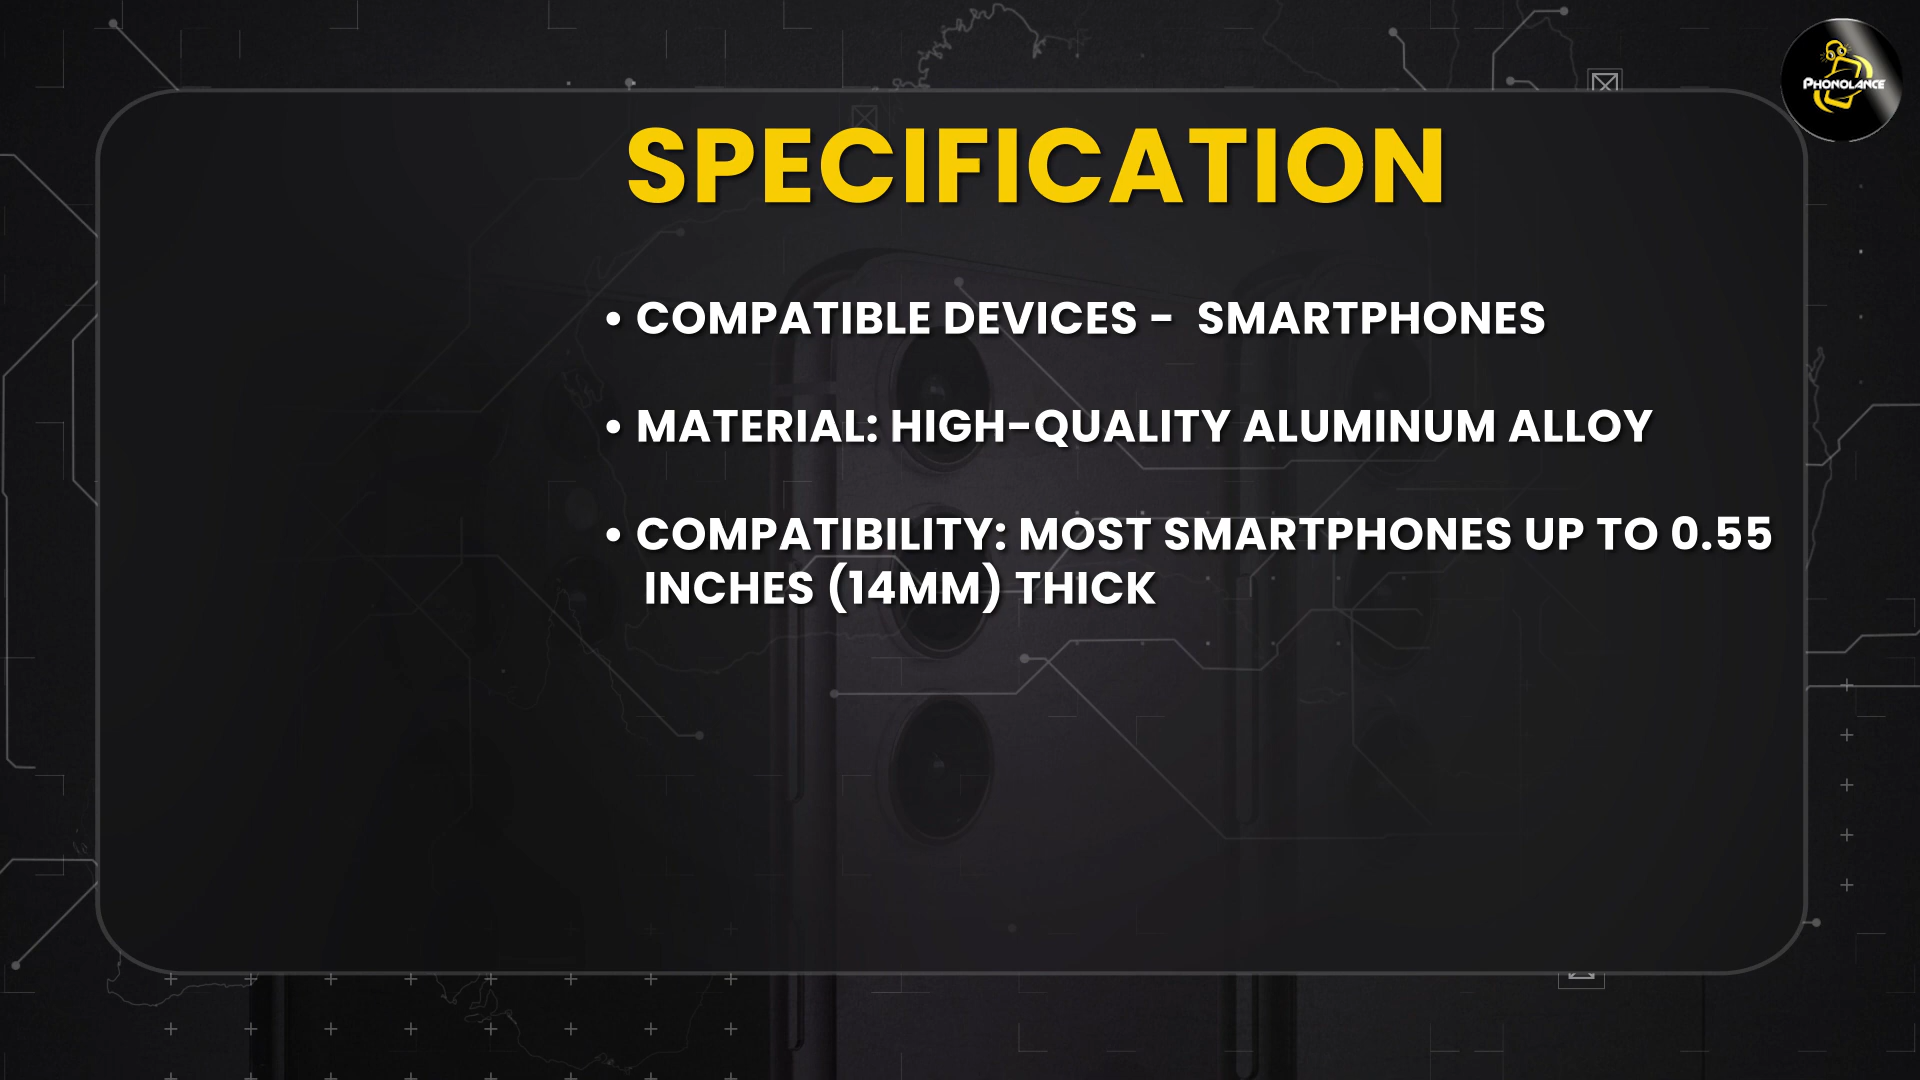 PHONOLANCE
SPECIFICATION
• COMPATIBLE DEVICES - SMARTPHONES
• MATERIAL: HIGH-QUALITY ALUMINUM ALLOY
• COMPATIBILITY: MOST SMARTPHONES UP TO 0.55
INCHES (14MM) THICK